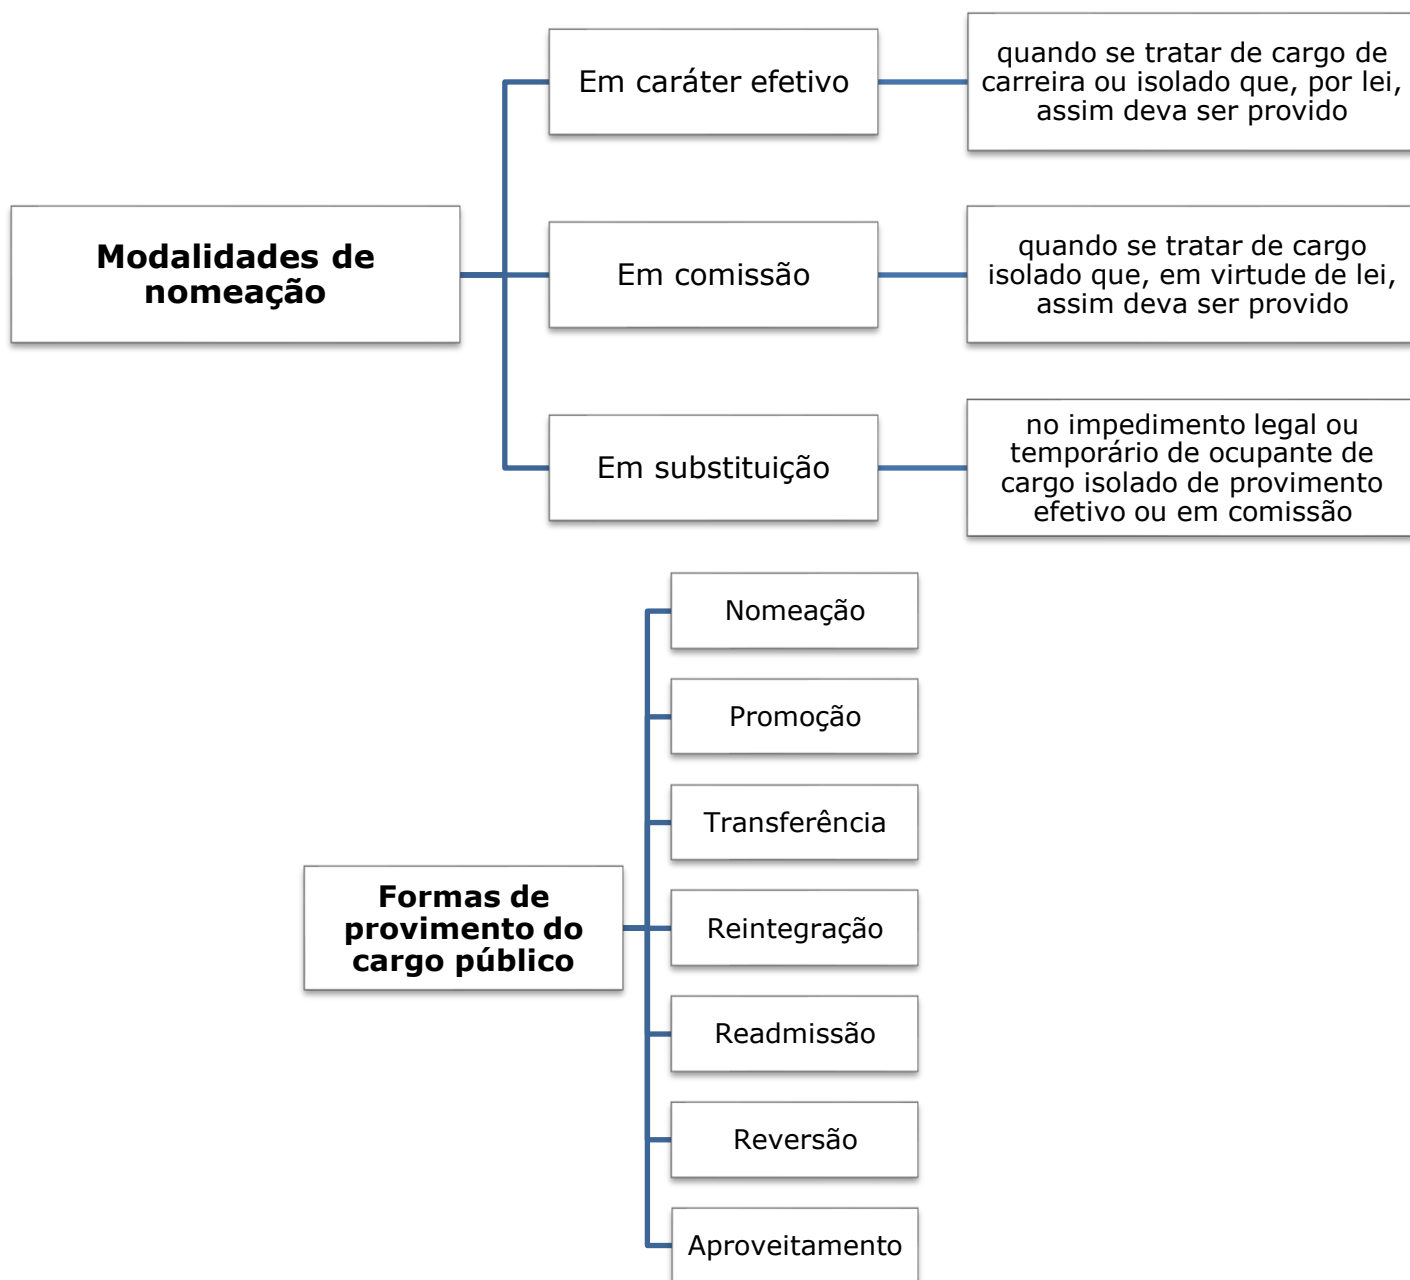 Modalidades de
nomeação
Em caráter efetivo
quando se tratar de cargo de
carreira ou isolado que, por lei,
assim deva ser provido
Em comissão
quando se tratar de cargo
isolado que, em virtude de lei,
assim deva ser provido
Em substituição
no impedimento legal ou
temporário de ocupante de
cargo isolado de provimento
efetivo ou em comissão
Formas de
provimento do
cargo público
Nomeação
Promoção
Transferência
Reintegração
Readmissão
Reversão
Aproveitamento